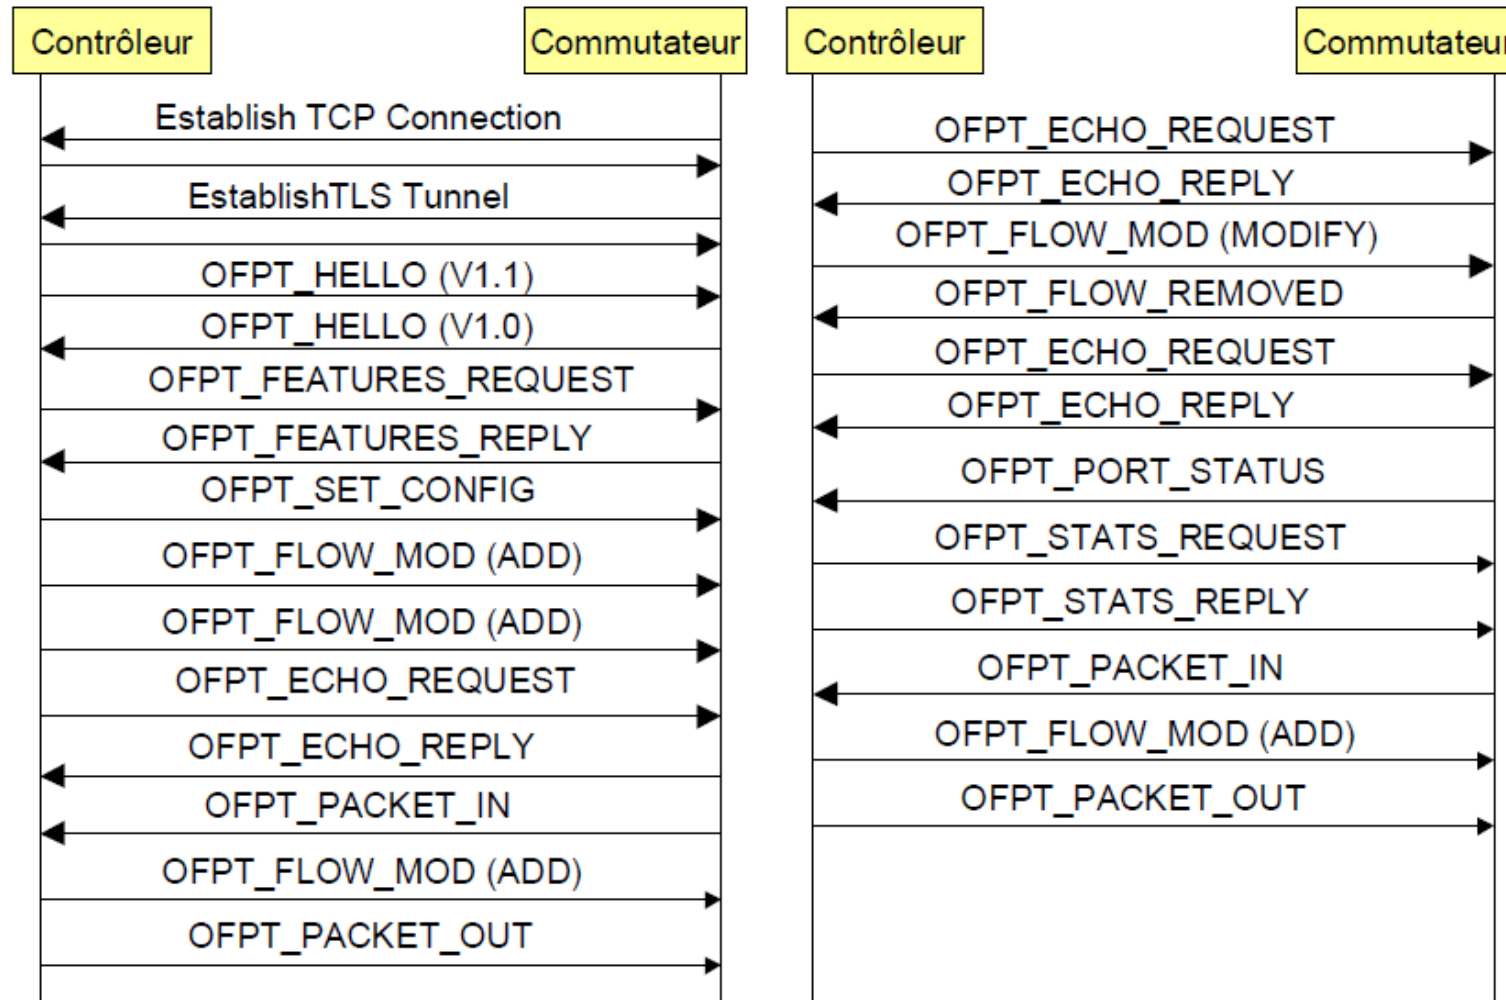 Contrôleur
Commutateur
Establish TCP Connection
EstablishTLS Tunnel
OFPT_HELLO (V1.1)
OFPT_HELLO (V1.0)
OFPT_FEATURES_REQUEST
OFPT_FEATURES_REPLY
OFPT_SET_CONFIG
OFPT_FLOW_MOD (ADD)
OFPT_FLOW_MOD (ADD)
OFPT_ECHO_REQUEST
OFPT_ECHO_REPLY
OFPT_PACKET_IN
OFPT_FLOW_MOD (ADD)
OFPT_PACKET_OUT
Contrôleur
Commutateur
OFPT_ECHO_REQUEST
OFPT_ECHO_REPLY
OFPT_FLOW_MOD (MODIFY)
OFPT_FLOW_REMOVED
OFPT_ECHO_REQUEST
OFPT_ECHO_REPLY
OFPT_PORT_STATUS
OFPT_STATS_REQUEST
OFPT_STATS_REPLY
OFPT_PACKET_IN
OFPT_FLOW_MOD (ADD)
OFPT_PACKET_OUT